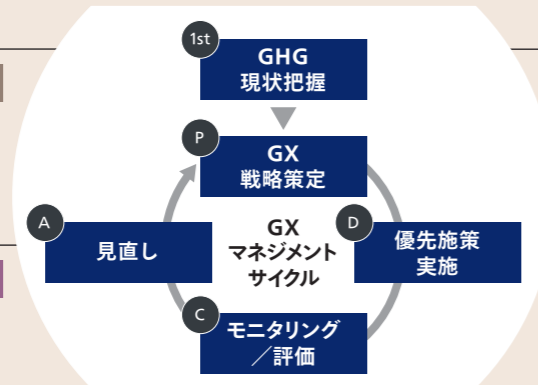 1st
GHG
現状把握
P
GX
戦略策定
A
見直し
GX
マネジメント
サイクル
D
優先施策
実施
C
モニタリング
／評価